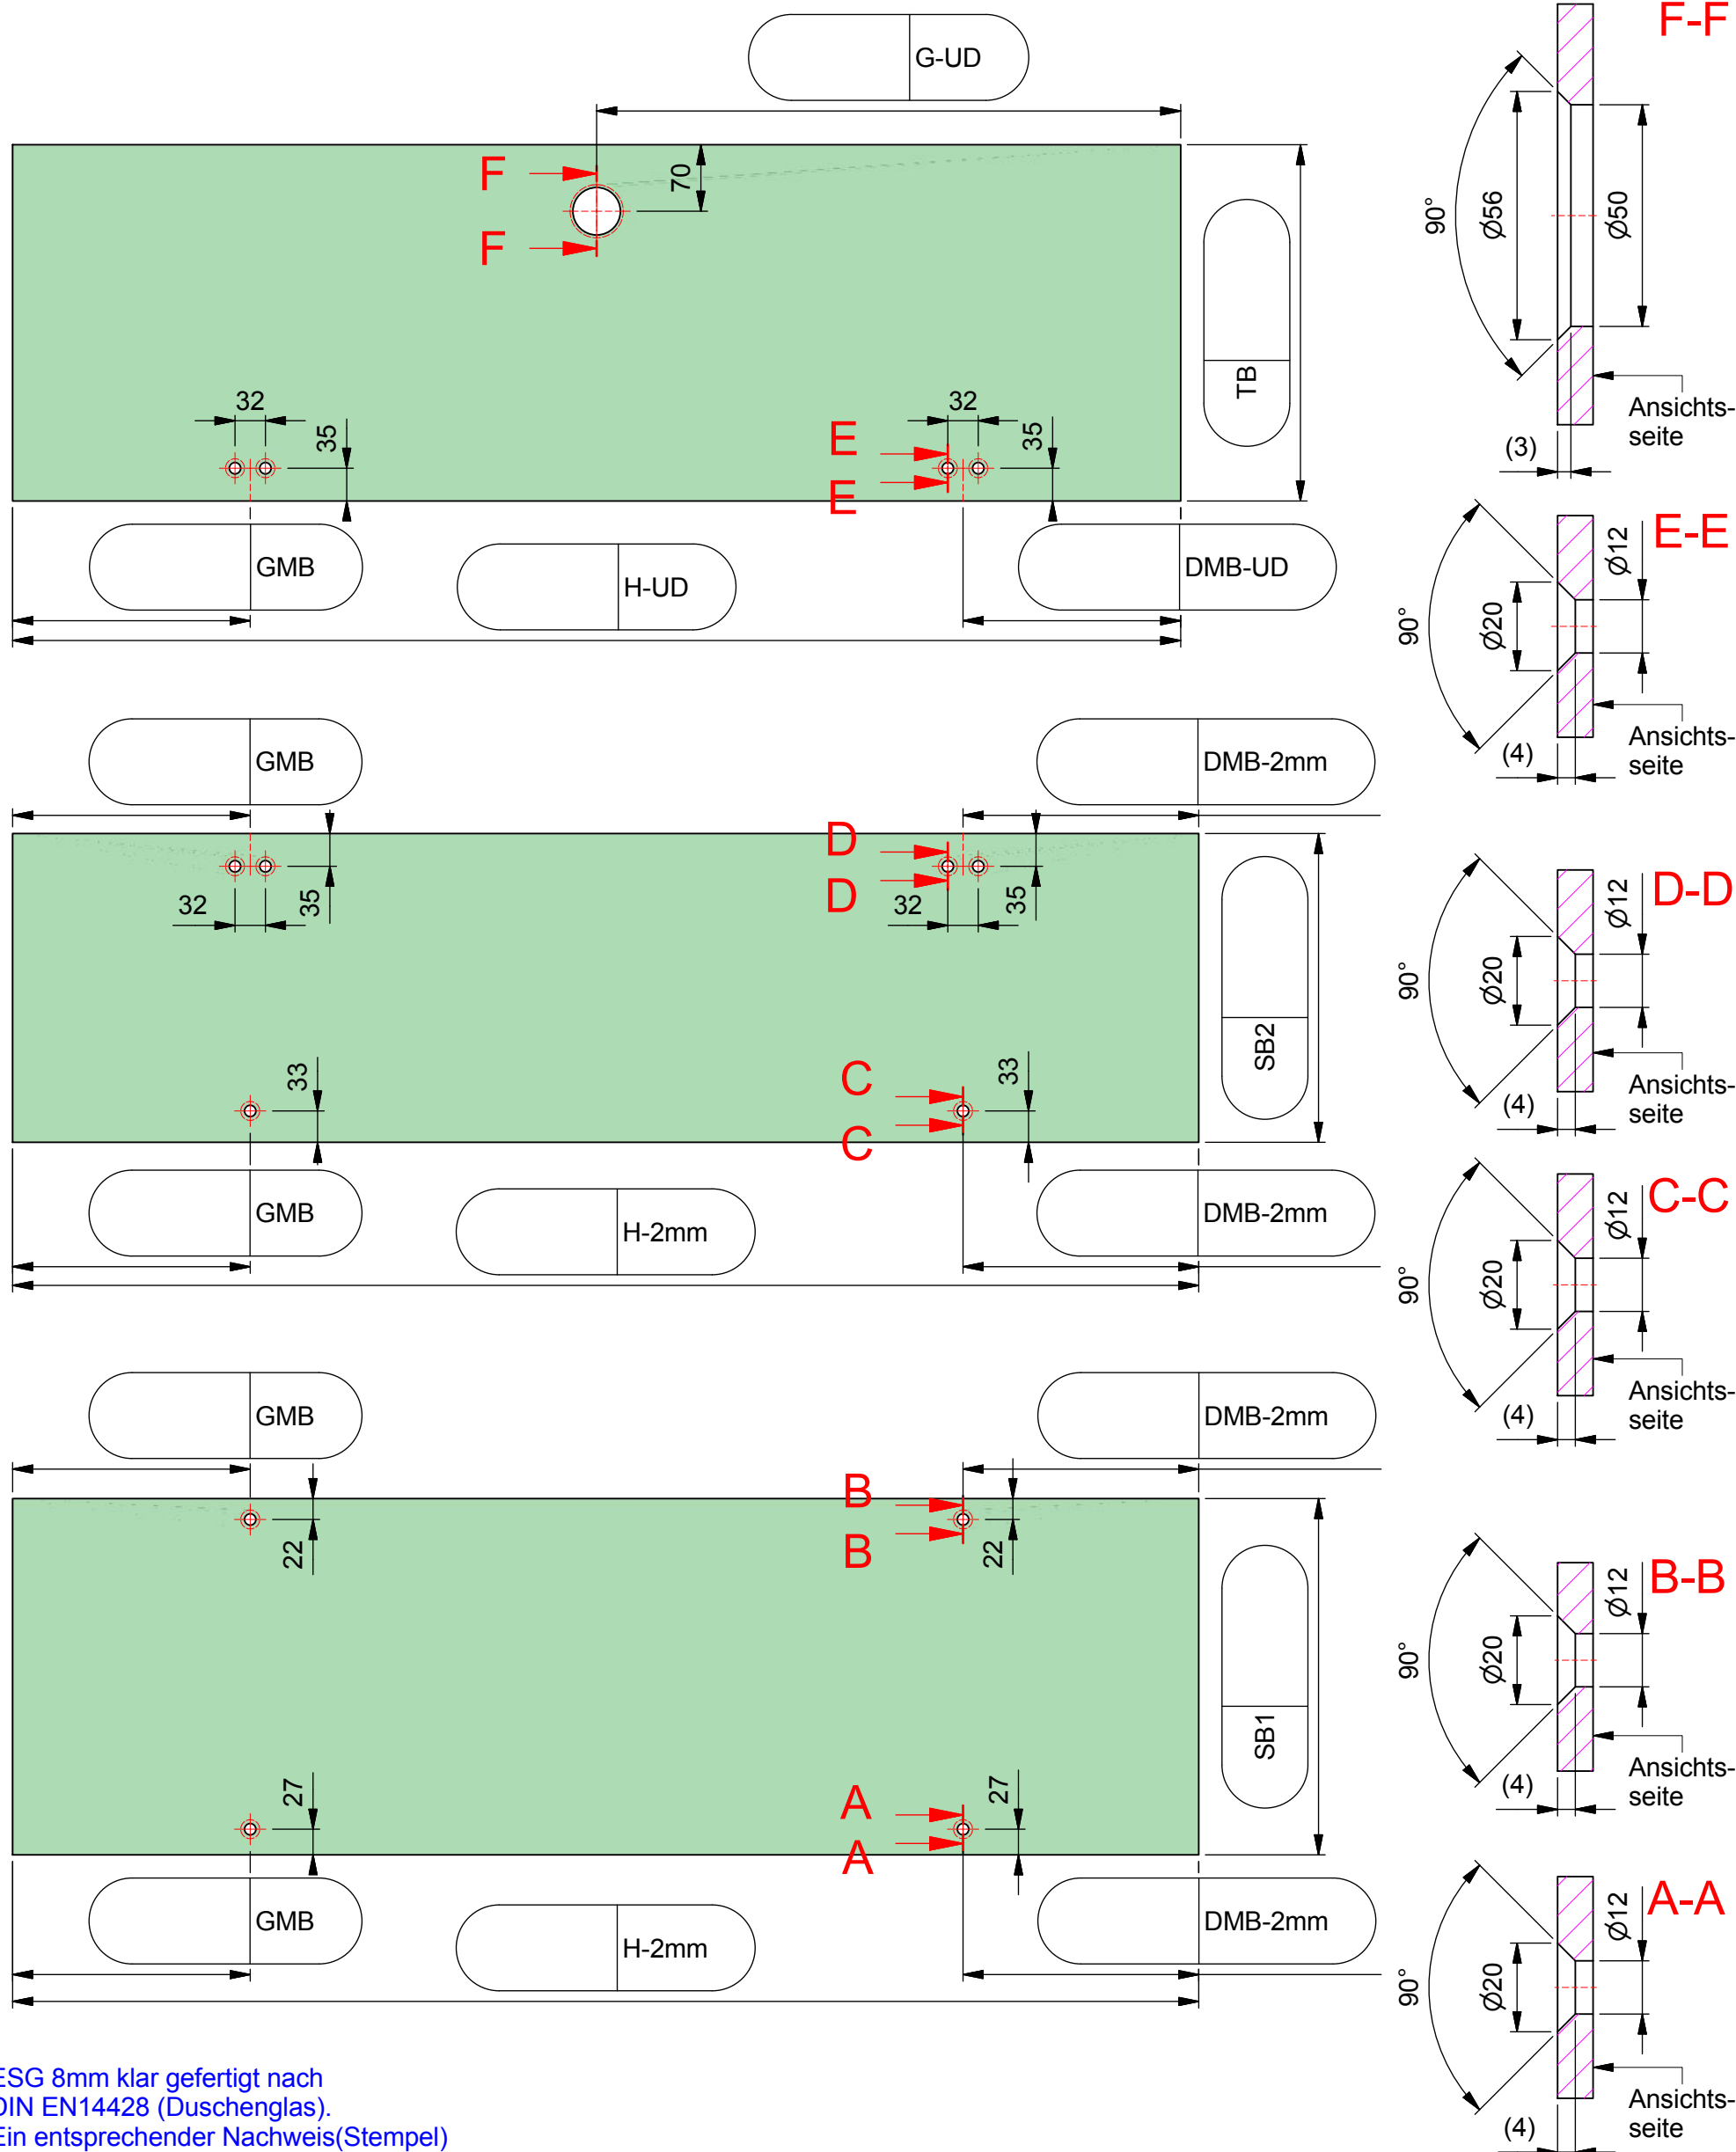 G-UD
F-F
F
F
70
TB
90°
Ø56
Ø50
Ansichts-
seite
(3)
32
35
E
E
32
35
GMB
H-UD
DMB-UD
E-E
90°
Ø20
Ø12
Ansichts-
seite
(4)
GMB
DMB-2mm
D
D
32
35
32
35
SB2
D-D
90°
Ø20
Ø12
Ansichts-
seite
(4)
33
C
C
33
GMB
H-2mm
DMB-2mm
C-C
90°
Ø20
Ø12
Ansichts-
seite
(4)
GMB
DMB-2mm
B
B
22
22
SB1
B-B
90°
Ø20
Ø12
Ansichts-
seite
(4)
27
A
A
27
GMB
H-2mm
DMB-2mm
A-A
90°
Ø20
Ø12
Ansichts-
seite
(4)
ESG 8mm klar gefertigt nach
DIN EN14428 (Duschenglas).
Ein entsprechender Nachweis(Stempel)